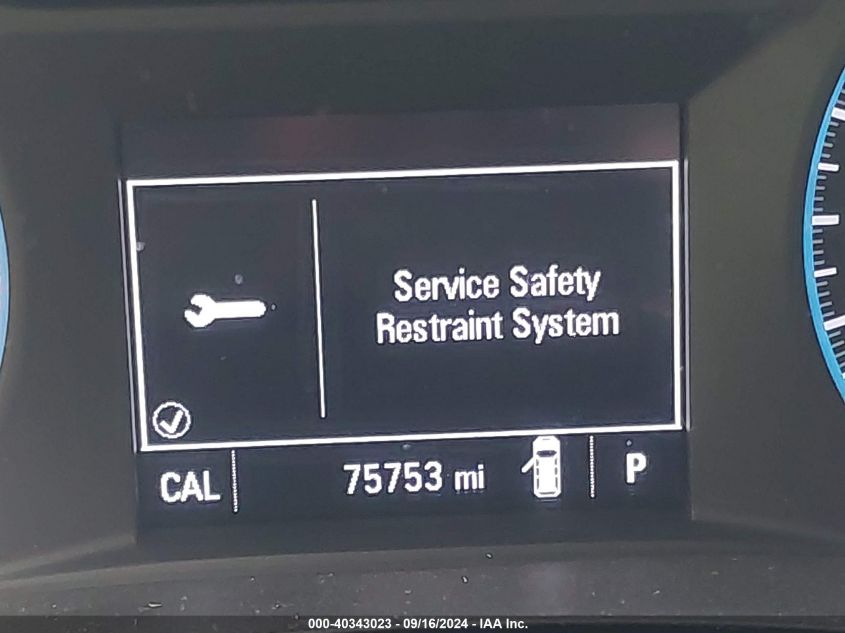 Service Safety
Restraint System
CAL 75753 mi P
000-40343023 - 09/16/2024 - IAA Inc.